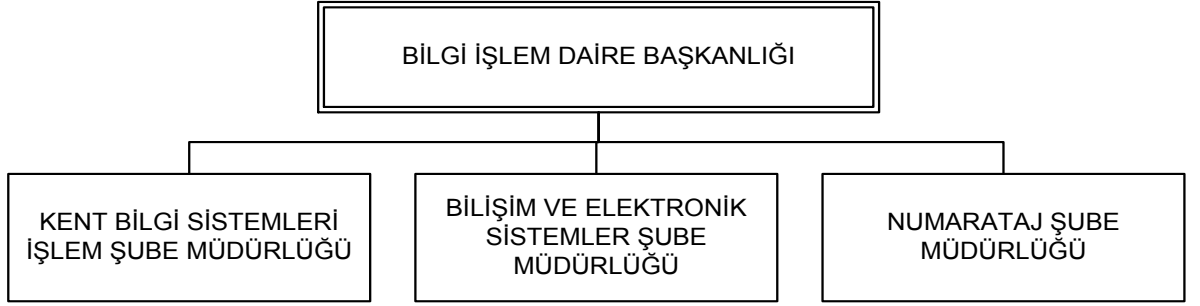 BİLGİ İŞLEM DAİRE BAŞKANLIĞI
KENT BİLGİ SİSTEMLERİ
İŞLEM ŞUBE MÜDÜRLÜĞÜ
BİLİŞİM VE ELEKTRONİK
SİSTEMLER ŞUBE
MÜDÜRLÜĞÜ
NUMARATAJ ŞUBE
MÜDÜRLÜĞÜ